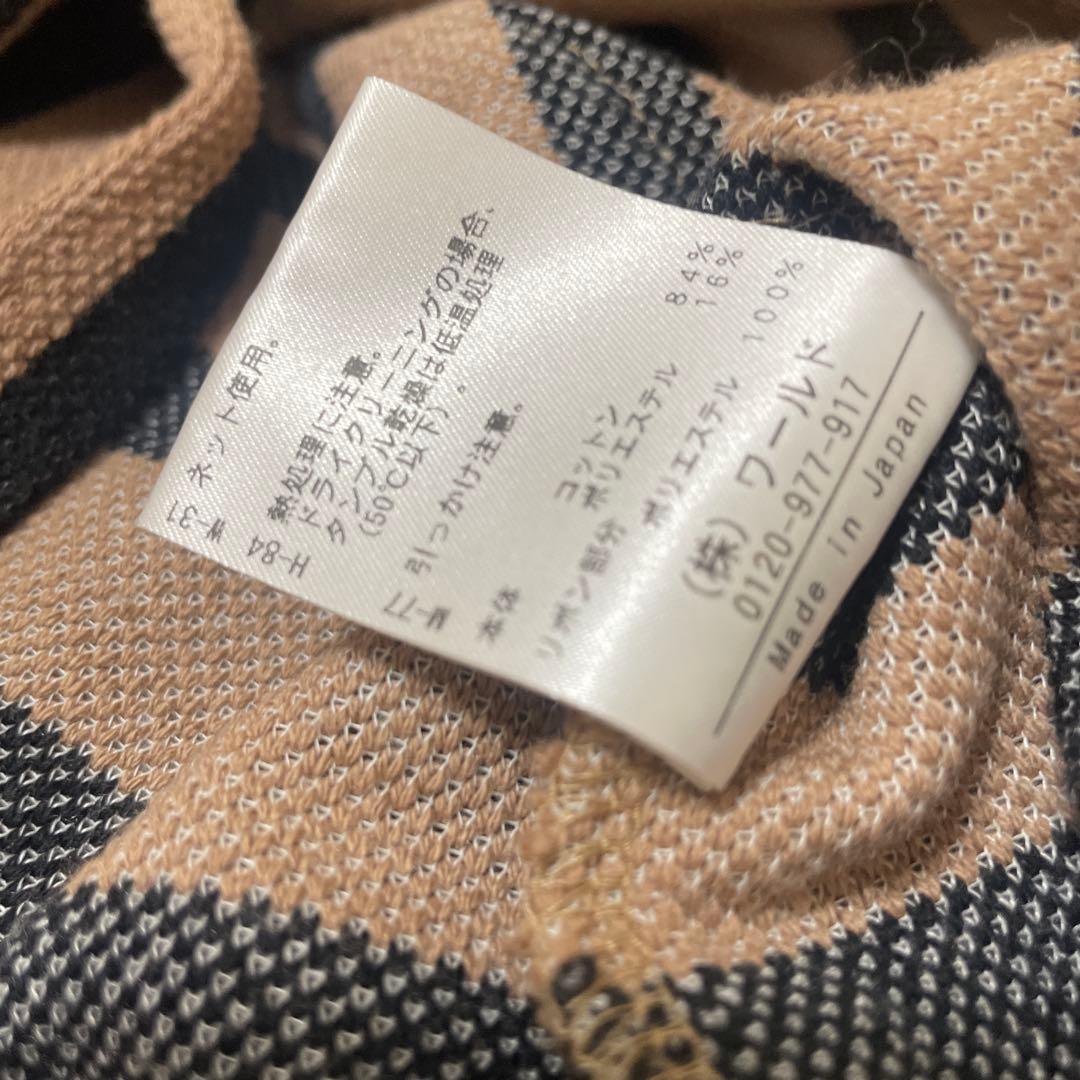 ネット使用。
熱処理に注意。
ドライクリーニングの場合、
タンブル乾燥は低温処理
(50℃以下)。
引っかけ注意。
本体
コットン 84%
ポリエステル 16%
リボン部分 ポリエステル 100%
(株) ワールド
0120-977-917
Made in Japan